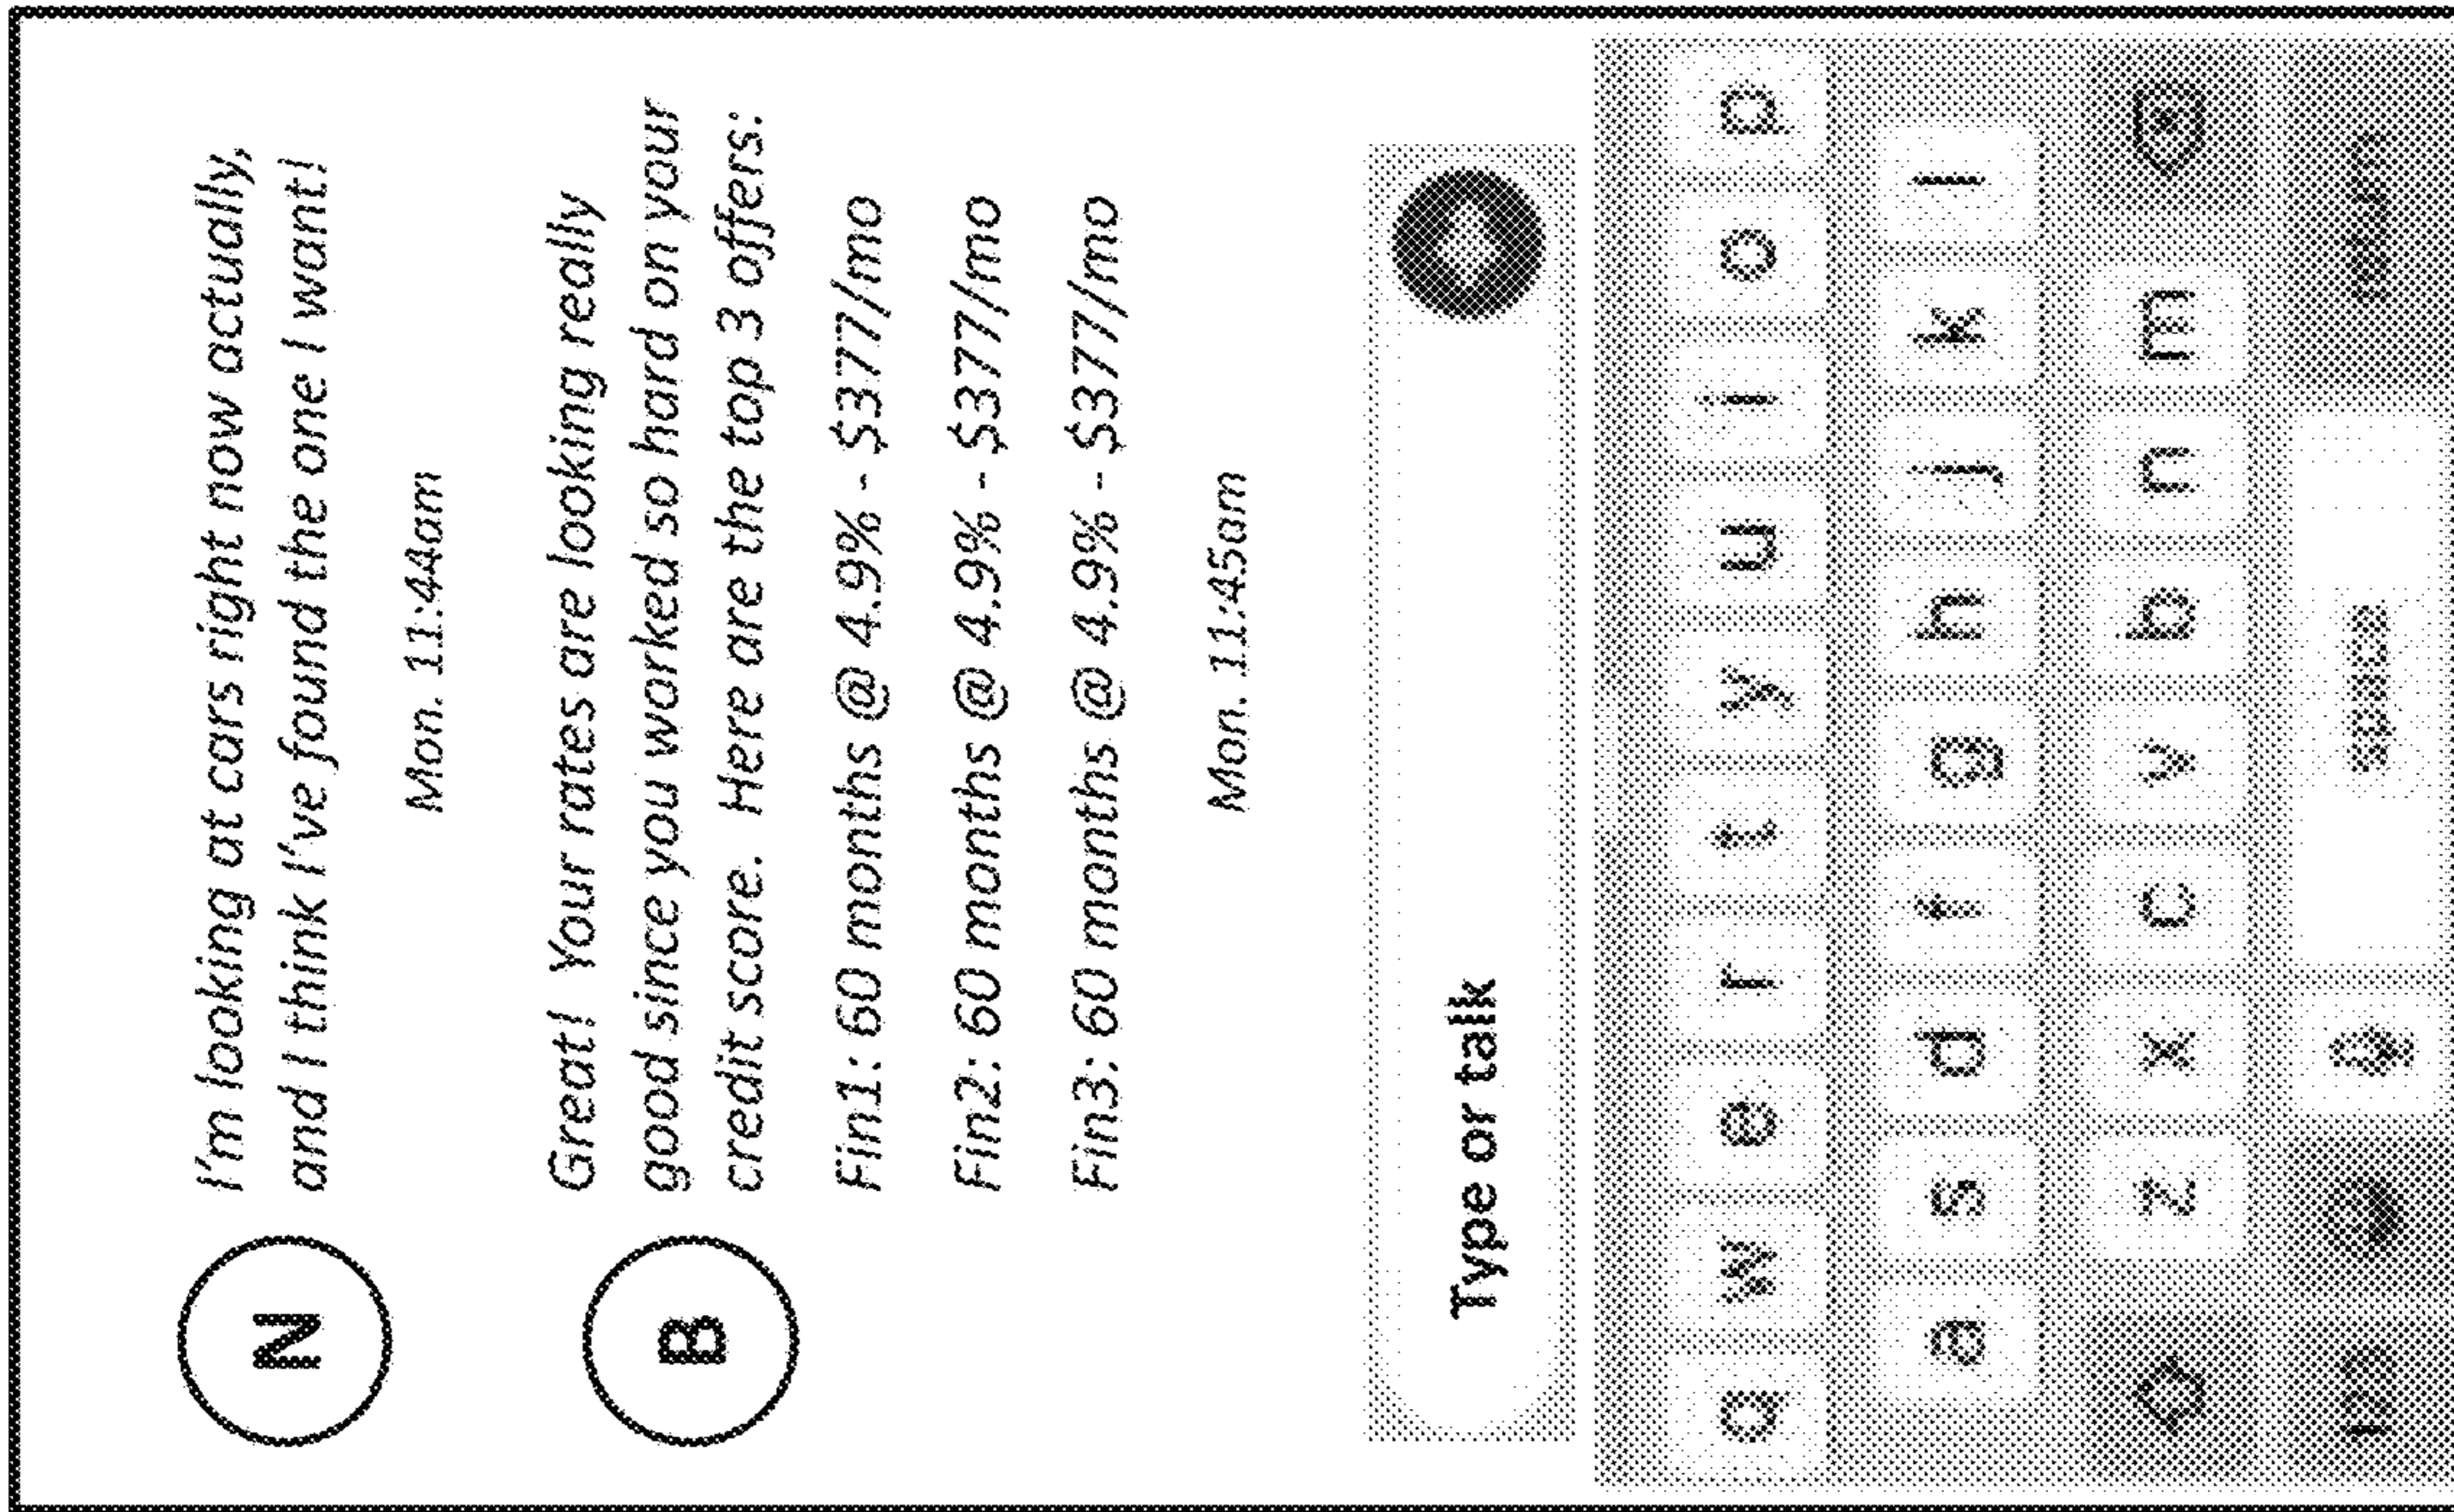 N
I'm looking at cars right now actually,
and I think I've found the one I want!
Mon. 11:44am
B
Great! Your rates are looking really
good since you worked so hard on your
credit score. Here are the top 3 offers:
Fin1: 60 months @ 4.9% - $377/mo
Fin2: 60 months @ 4.9% - $377/mo
Fin3: 60 months @ 4.9% - $377/mo
Mon. 11:45am
Type or talk
q w e r t y u i o p
a s d f g h j k l
z x c v b n m
space return